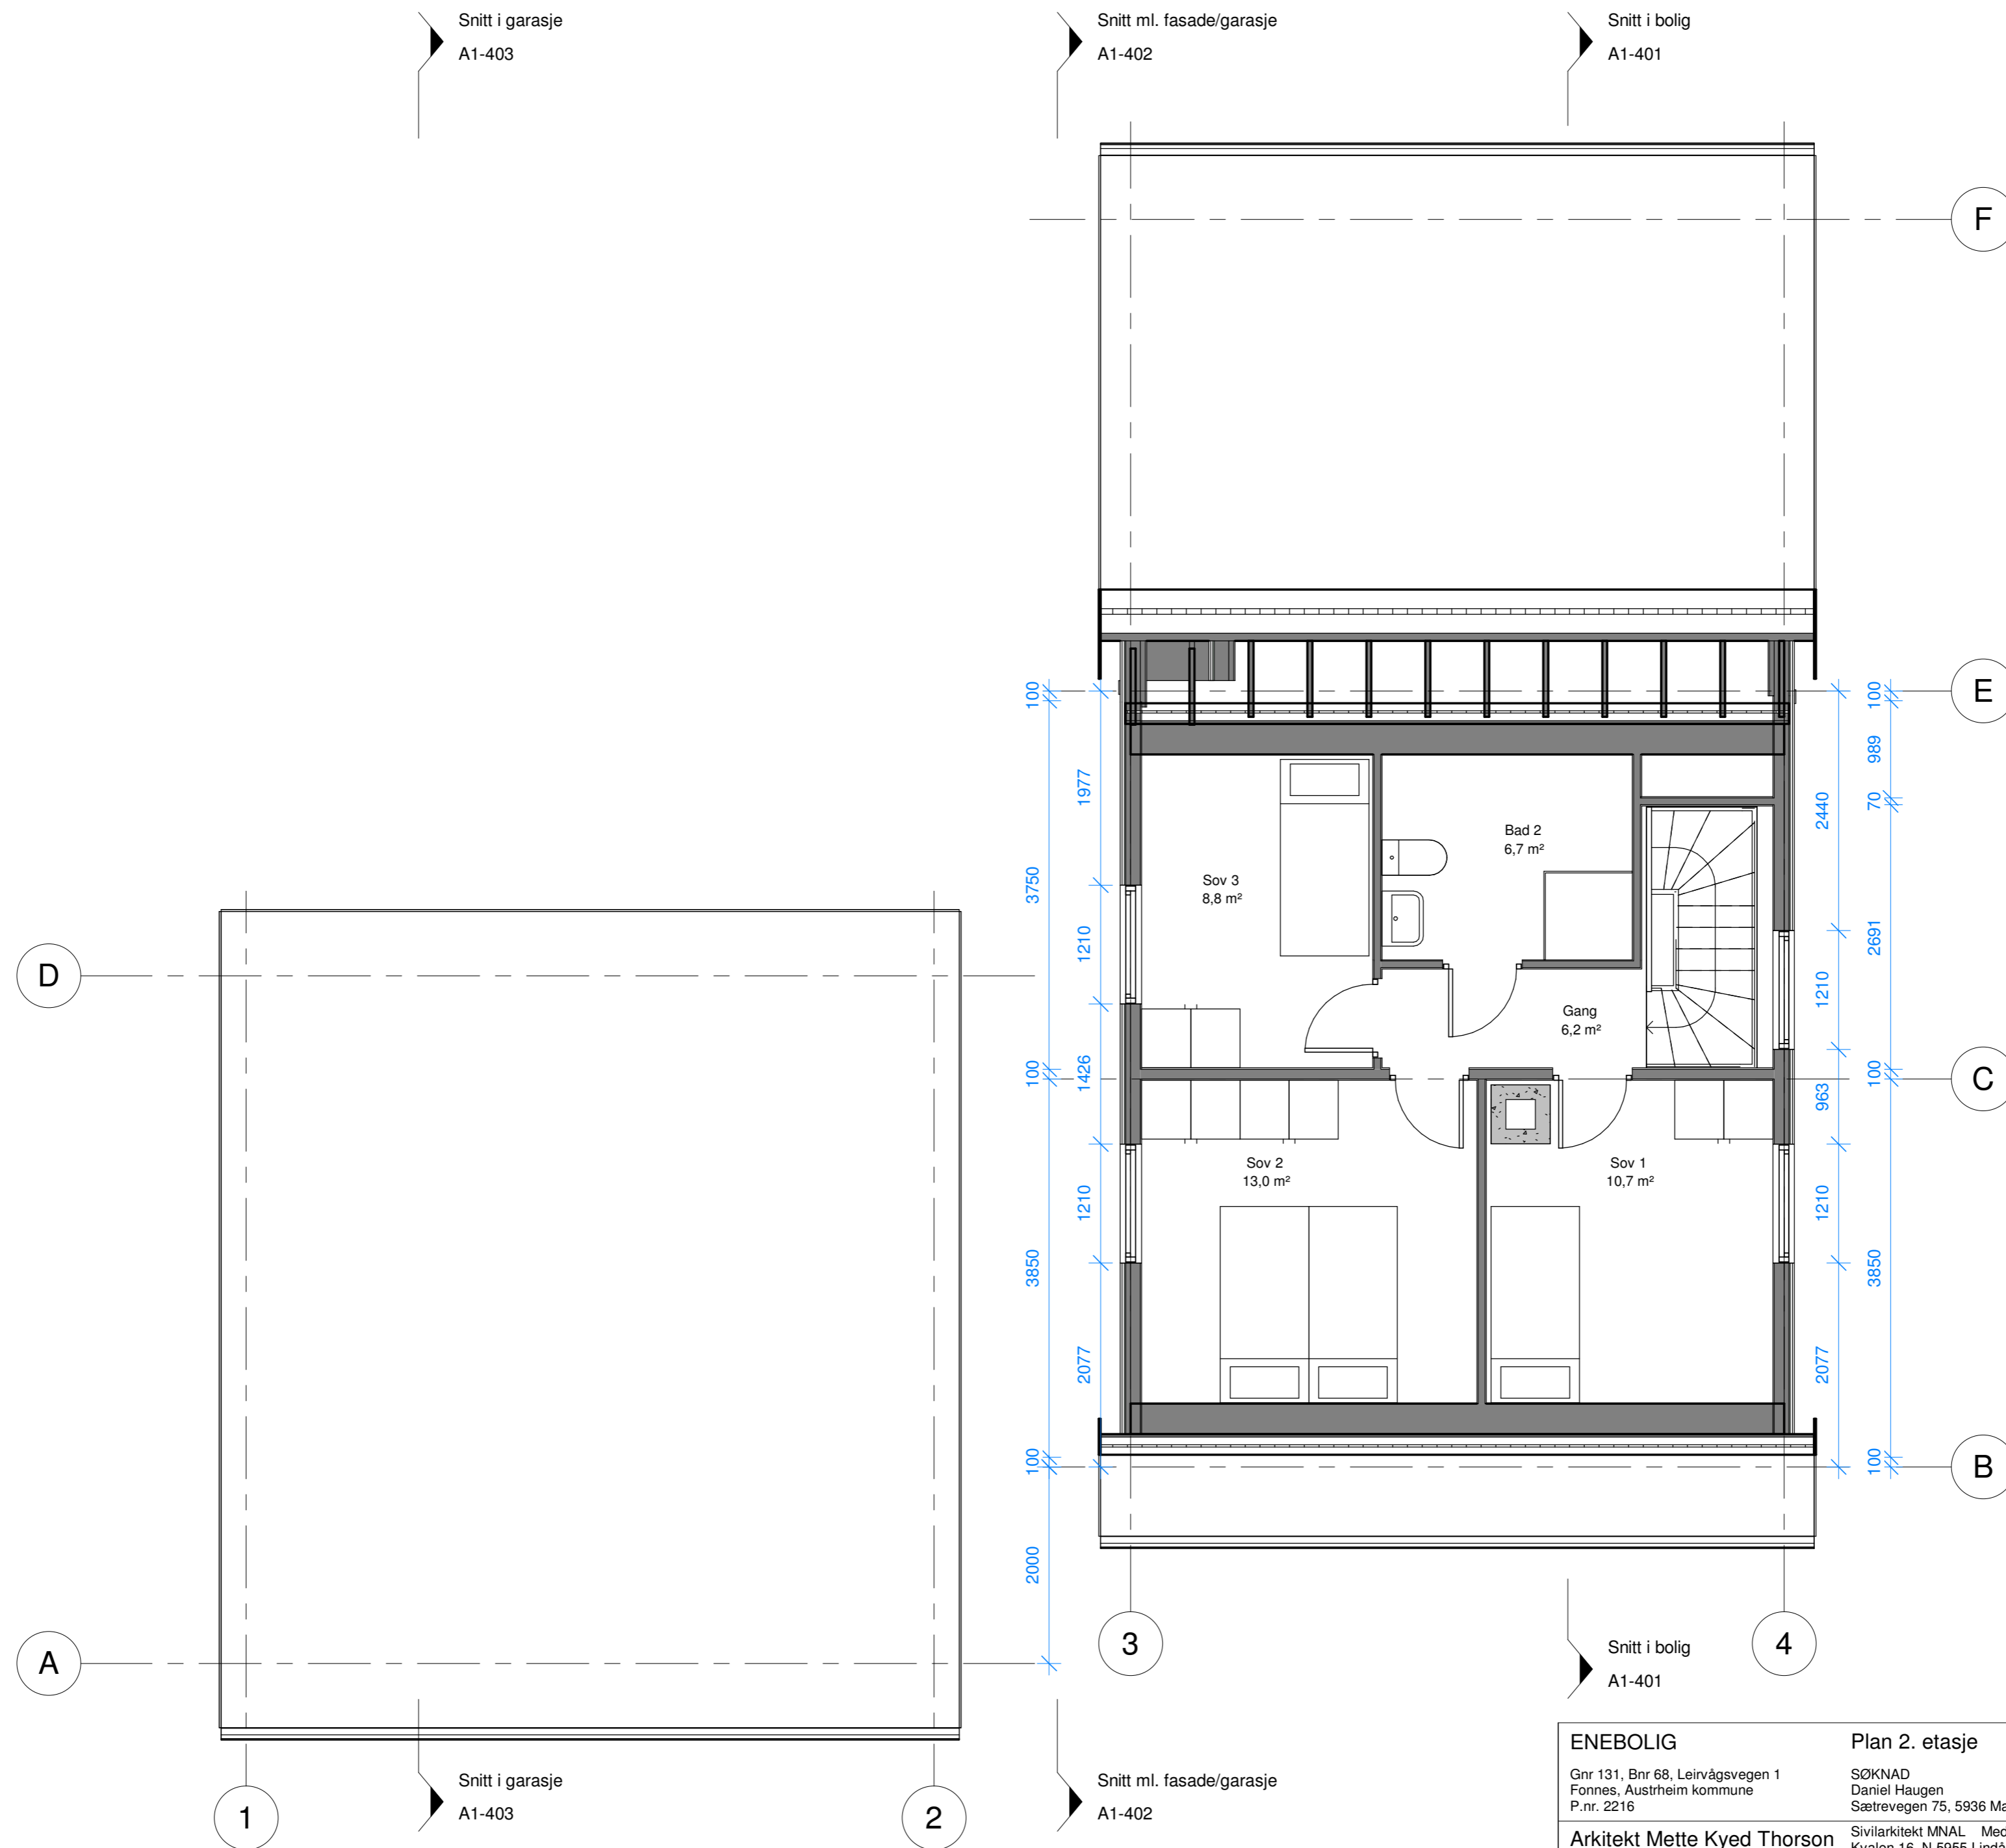 Snitt i garasje
A1-403
Snitt ml. fasade/garasje
A1-402
Snitt i bolig
A1-401
F
E
D
C
B
A
100
1977
3750
1210
100
1426
1210
3850
2077
100
2000
100
989
70
2440
2691
1210
100
963
1210
3850
2077
100
Bad 2
6,7 m²
Sov 3
8,8 m²
Gang
6,2 m²
Sov 2
13,0 m²
Sov 1
10,7 m²
3
4
Snitt i bolig
A1-401
1
2
Snitt i garasje
A1-403
Snitt ml. fasade/garasje
A1-402
ENEBOLIG
Gnr 131, Bnr 68, Leirvågsvegen 1
Fonnes, Austrheim kommune
P.nr. 2216
Plan 2. etasje
SØKNAD
Daniel Haugen
Sætrevegen 75, 5936
Arkitekt Mette Kyed Thorson
Sivilarkitekt MNAL